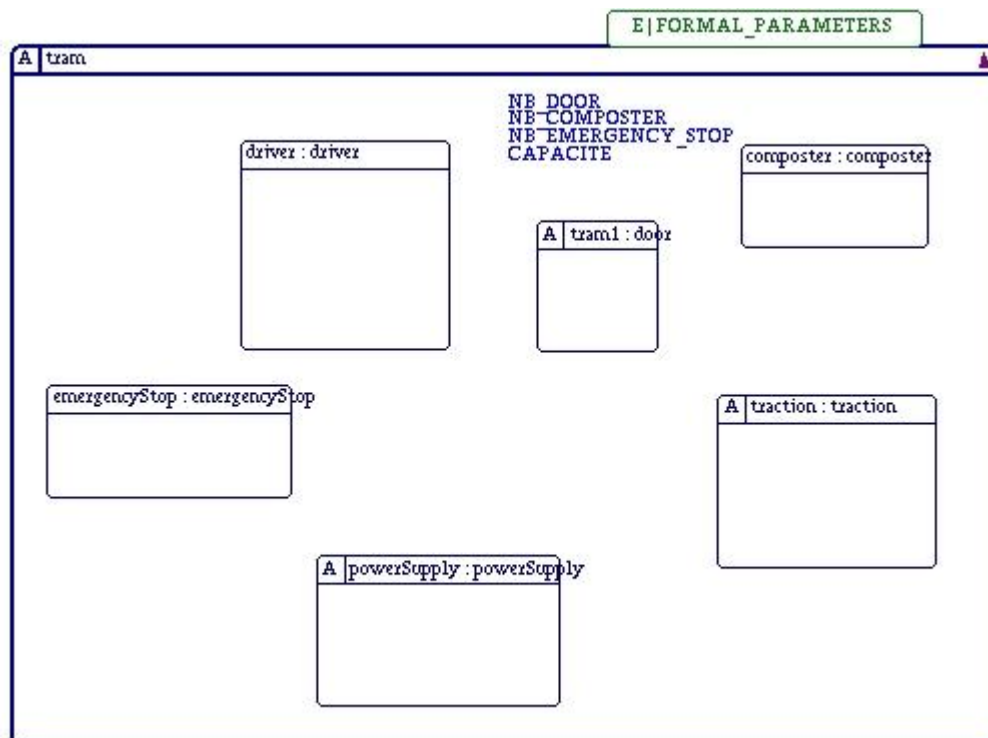 E|FORMAL_PARAMETERS
A tram
NB_DOOR
NB_COMPOSTER
NB_EMERGENCY_STOP
CAPACITE
driver : driver
composter : composter
A tram1 : door
emergencyStop : emergencyStop
A traction : traction
A powerSupply : powerSupply